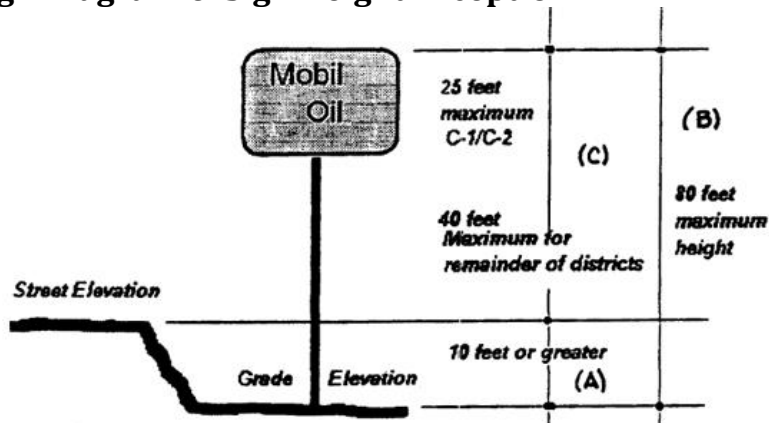 Mobil
Oil
25 feet
maximum
C-1/C-2
(B)
(C)
40 feet
Maximum for
remainder of districts
80 feet
maximum
height
Street Elevation
10 feet or greater
Grade Elevation
(A)